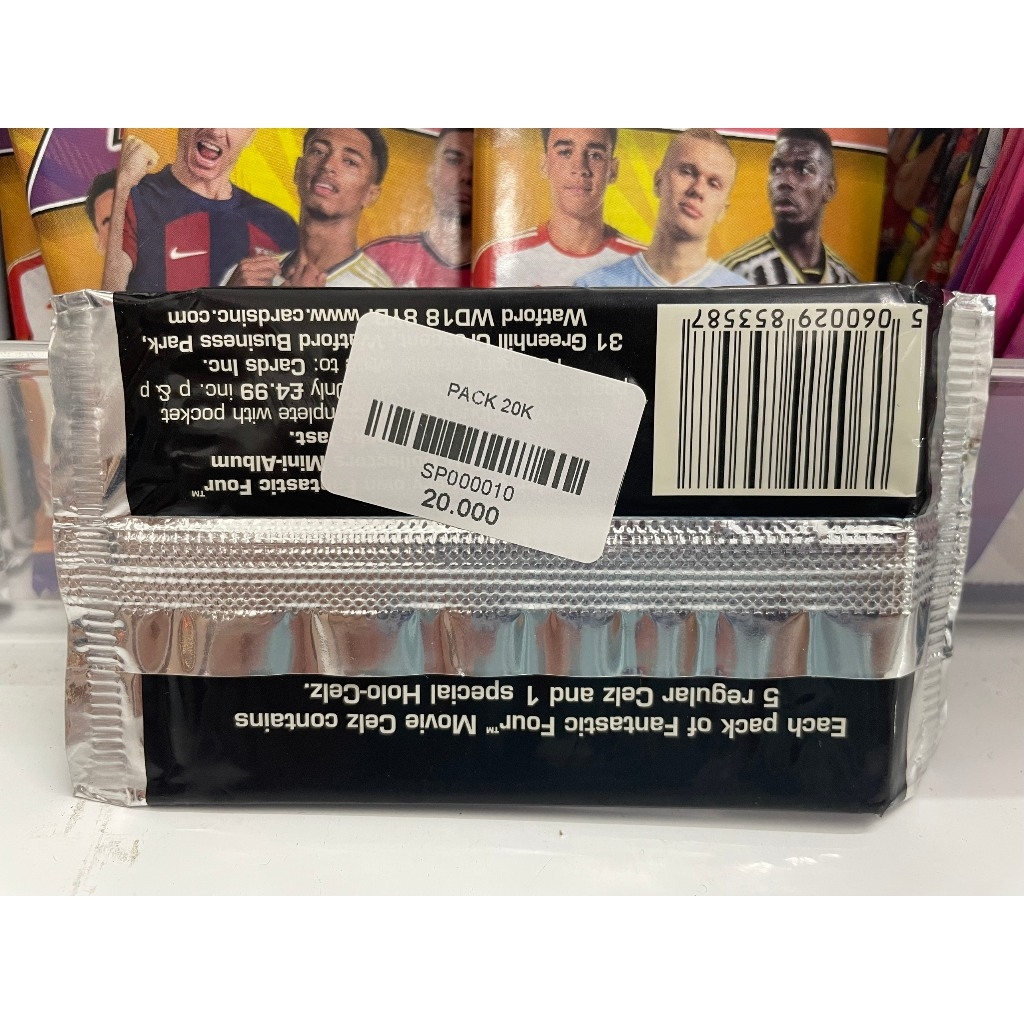 PACK 20K
SP000010
20.000
Each pack of Fantastic Four™ Movie Celz contains
5 regular Celz and 1 special Holo-Celz.
Fantastic Four™
Mini-Album
complete with pocket
only £4.99 inc. p & p
to: Cards Inc.
31 Greenhill Crescent, Watford Business Park,
Watford WD18 www.cardsinc.com
5 060029 853587